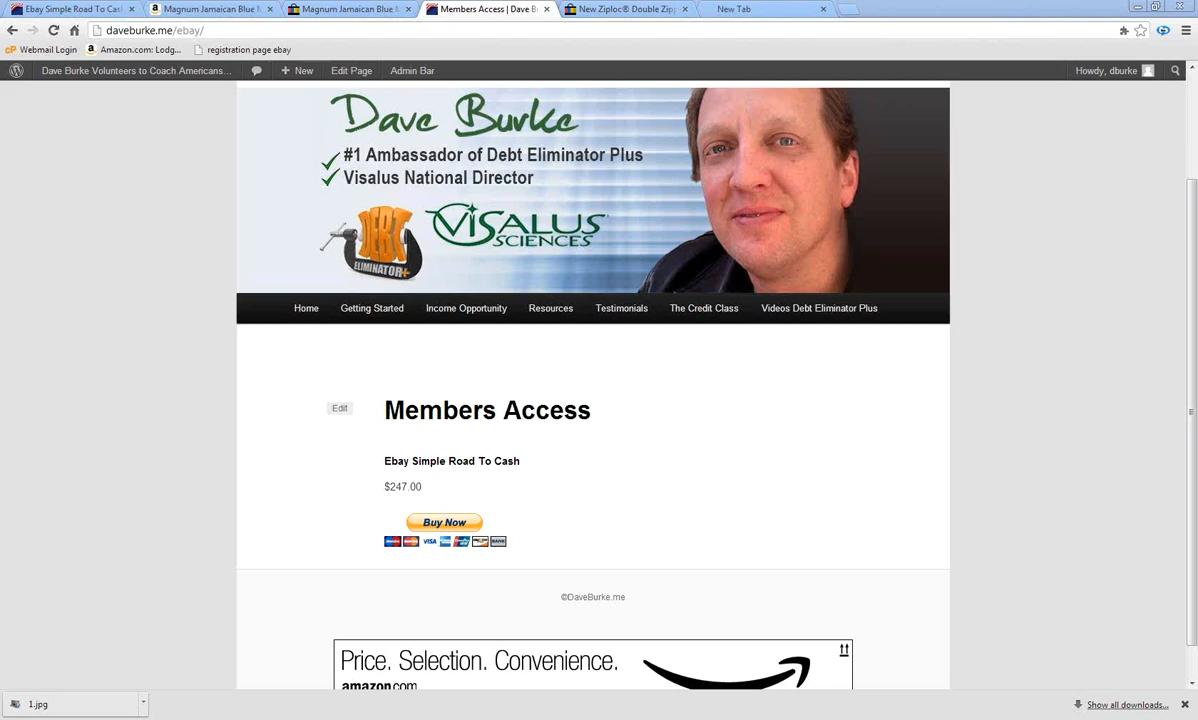 Ebay Simple Road To Cas
Magnum Jamaican Blue M
Magnum Jamaican Blue M
Members Access | Dave B
New Ziploc® Double Zip
New Tab
daveburke.me/ebay/
Webmail Login
Amazon.com: Lodg...
registration page ebay
Dave Burke Volunteers to Coach Americans...
New
Edit Page
Admin Bar
Howdy, dburke
Dave Burke
#1 Ambassador of Debt Eliminator Plus
Visalus National Director
DEBT
ELIMINATOR+
ViSALUS
SCIENCES
Home
Getting Started
Income Opportunity
Resources
Testimonials
The Credit Class
Videos Debt Eliminator Plus
Edit
Members Access
Ebay Simple Road To Cash
$247.00
Buy Now
VISA
BANK
©DaveBurke.me
Price. Selection. Convenience.
amazon.com
1.jpg
Show all downloads...